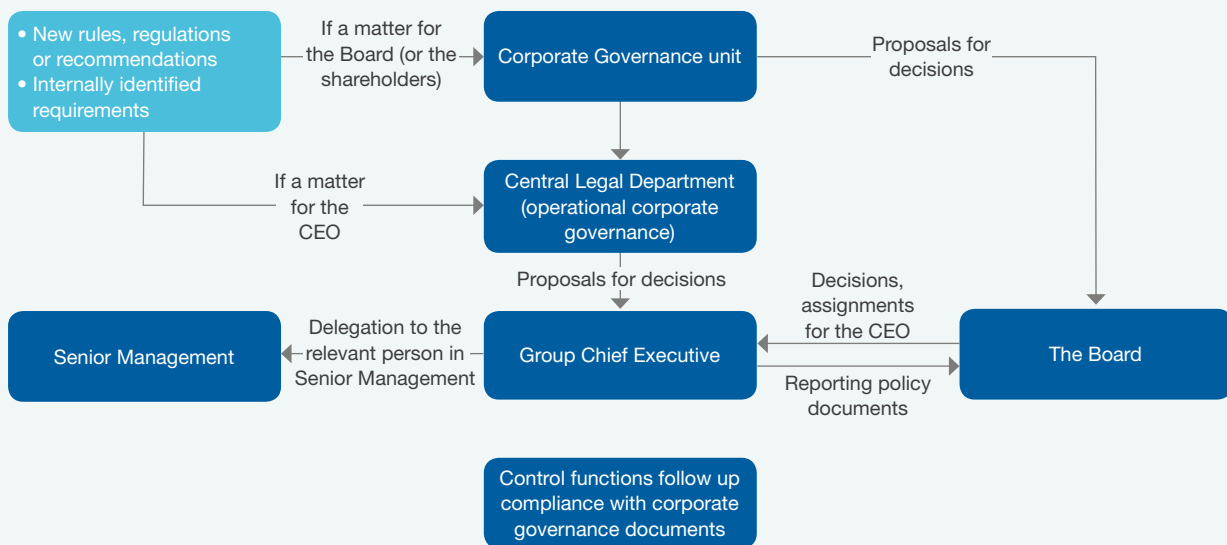 • New rules, regulations
or recommendations
• Internally identified
requirements
If a matter for
the Board (or the
shareholders)
Corporate Governance unit
Proposals for
decisions
If a matter
for the
CEO
Central Legal Department
(operational corporate
governance)
Proposals for decisions
Decisions,
assignments
for the CEO
Senior Management
Delegation to the
relevant person in
Senior Management
Group Chief Executive
The Board
Reporting policy
documents
Control functions follow up
compliance with corporate
governance documents